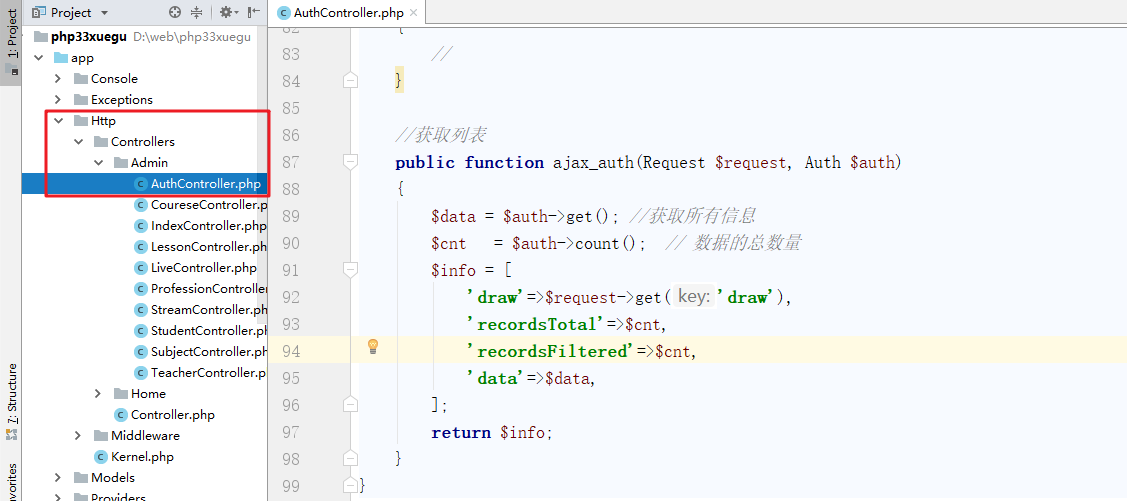 1: Project
7: Structure
avorites
Project
php33xuegu D:\web\php33xuegu
app
Console
Exceptions
Http
Controllers
Admin
AuthController.php
CoureseController.p
IndexController.php
LessonController.ph
LiveController.php
ProfessionControlle
StreamController.ph
StudentController.p
SubjectController.ph
TeacherController.p
Home
Controller.php
Middleware
Kernel.php
Models
Providers
AuthController.php
82 {
83 //
84 }
85
86 //获取列表
87 public function ajax_auth(Request $request, Auth $auth)
88 {
89 $data = $auth->get(); //获取所有信息
90 $cnt = $auth->count(); // 数据的总数量
91 $info = [
92 'draw'=>$request->get( key: 'draw'),
93 'recordsTotal'=>$cnt,
94 'recordsFiltered'=>$cnt,
95 'data'=>$data,
96 ];
97 return $info;
98 }
99 }